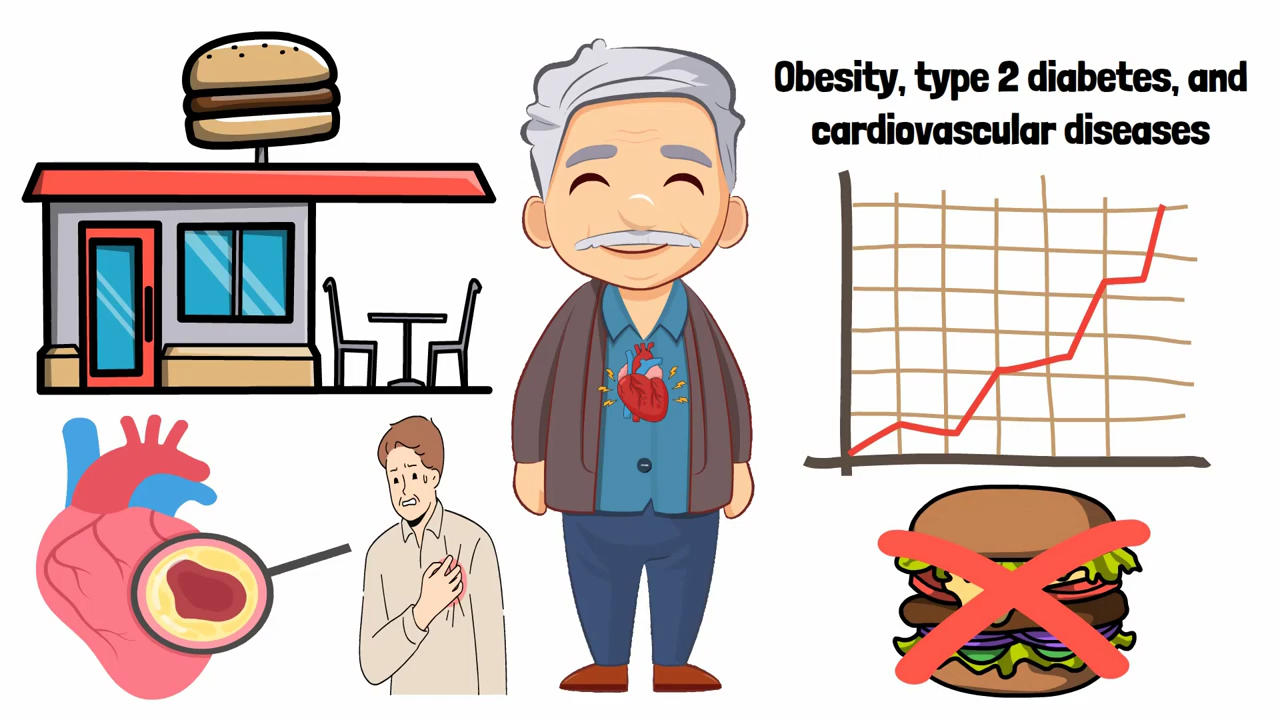 Obesity, type 2 diabetes, and
cardiovascular diseases